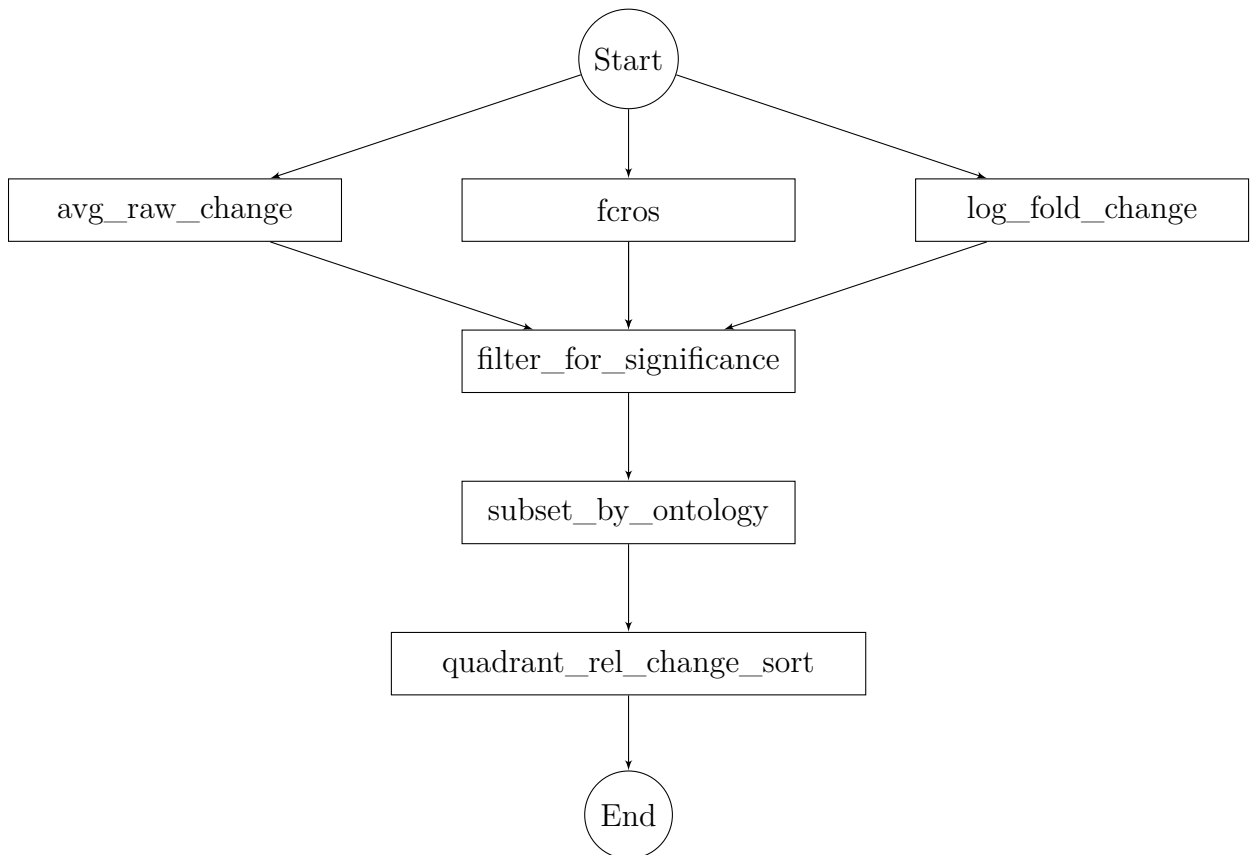 Start
avg_raw_change
fcros
log_fold_change
filter_for_significance
subset_by_ontology
quadrant_rel_change_sort
End